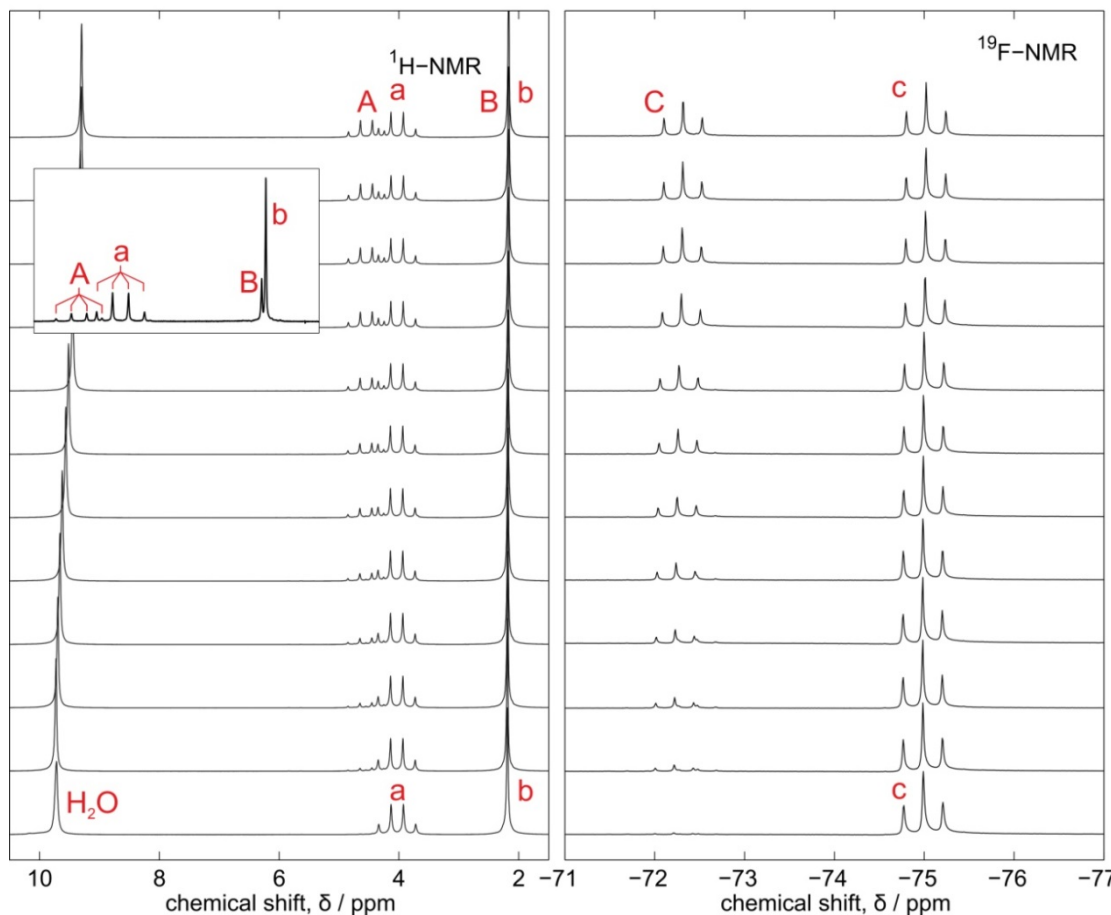 ¹H−NMR
A
a
B
b
A
a
B
b
H₂O
a
b
10
8
6
4
2
chemical shift, δ / ppm
¹⁹F−NMR
C
c
c
−71
−72
−73
−74
−75
−76
−77
chemical shift, δ / ppm